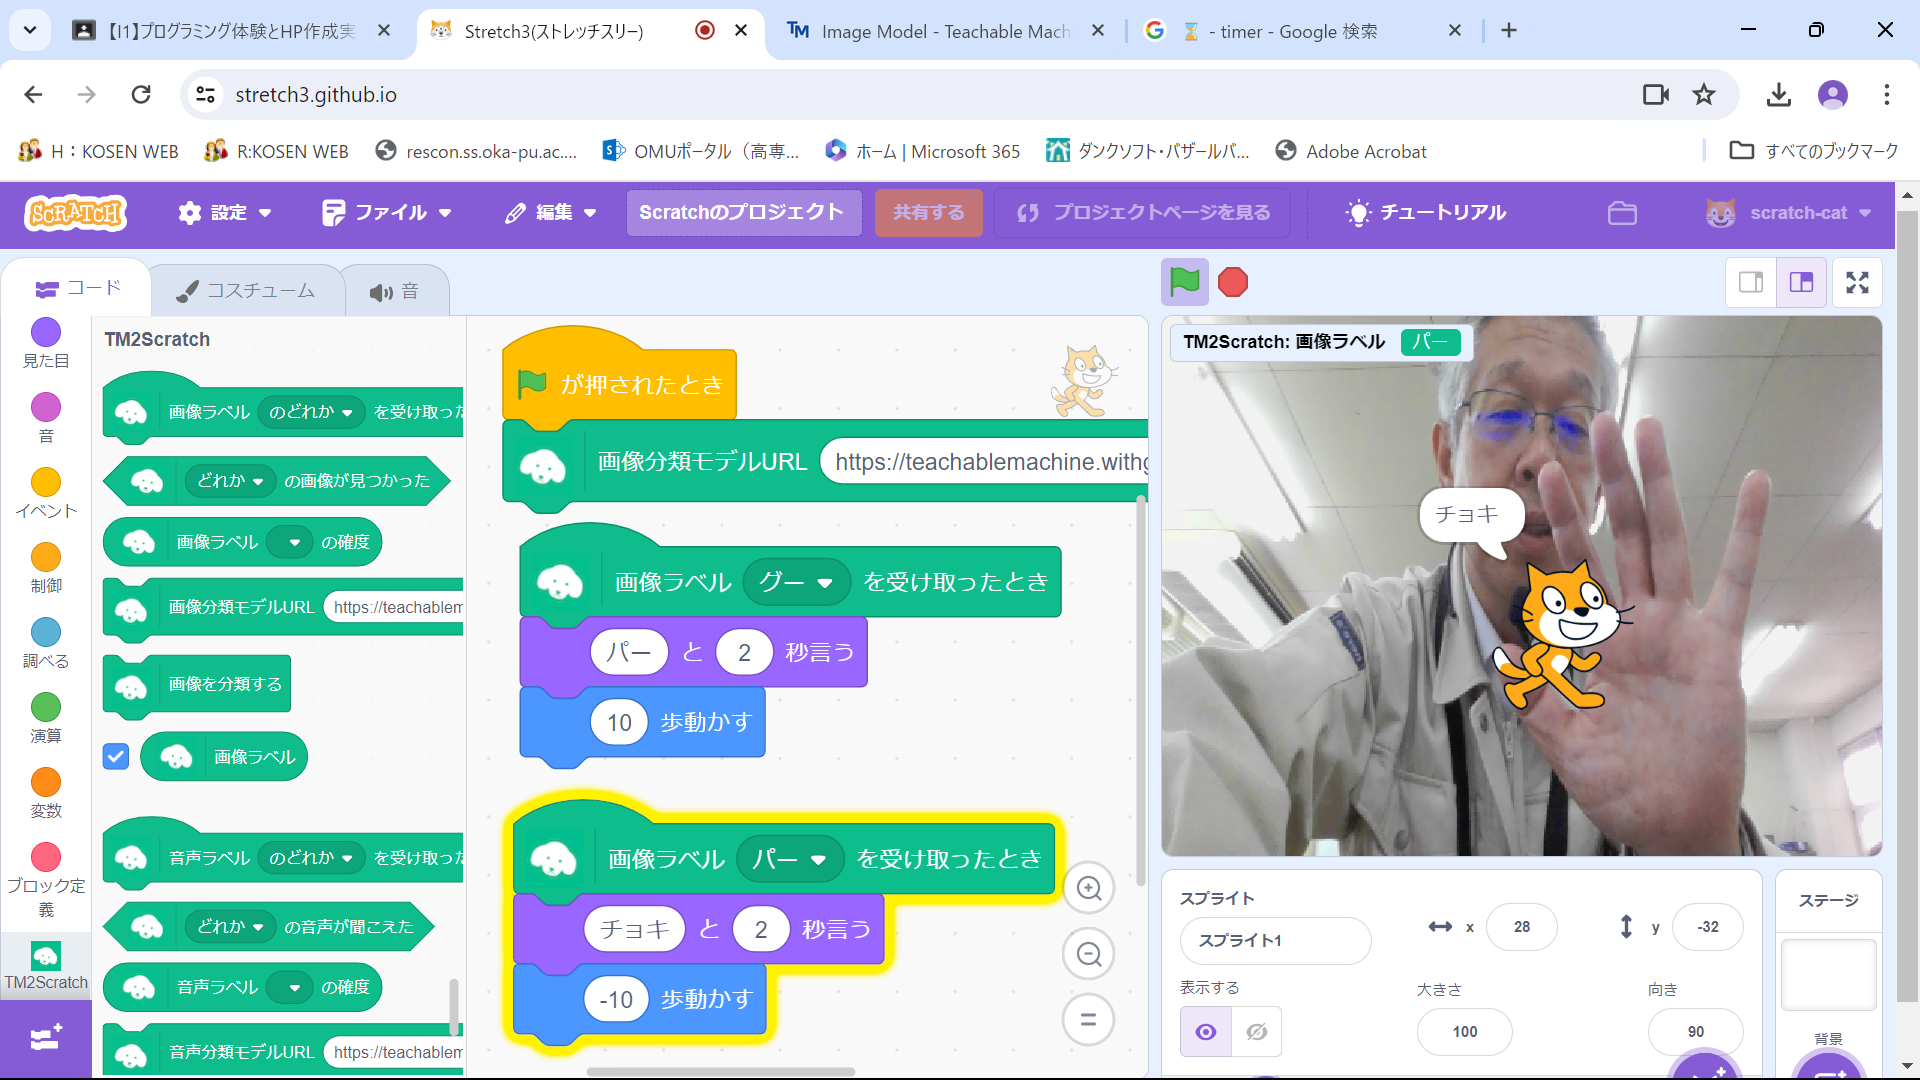 【I1】プログラミング体験とHP作成実
Stretch3(ストレッチスリー)
TM Image Model - Teachable Mach
- timer - Google 検索
stretch3.github.io
H：KOSEN WEB
R:KOSEN WEB
rescon.ss.oka-pu.ac....
OMUポータル（高専...
ホーム | Microsoft 365
ダンクソフト・バザールバ...
Adobe Acrobat
すべてのブックマーク
SCRATCH
設定
ファイル
編集
Scratchのプロジェクト
共有する
プロジェクトページを見る
チュートリアル
scratch-cat
コード
コスチューム
音
見た目
音
イベント
制御
調べる
演算
変数
ブロック定義
TM2Scratch
TM2Scratch
画像ラベル のどれか を受け取った
どれか の画像が見つかった
画像ラベル の確度
画像分類モデルURL https://teachablem
画像を分類する
画像ラベル
音声ラベル のどれか を受け取った
どれか の音声が聞こえた
音声ラベル の確度
音声分類モデルURL https://teachablem
が押されたとき
画像分類モデルURL https://teachablemachine.withg
画像ラベル グー を受け取ったとき
パー と 2 秒言う
10 歩動かす
画像ラベル パー を受け取ったとき
チョキ と 2 秒言う
-10 歩動かす
TM2Scratch: 画像ラベル パー
チョキ
スプライト
スプライト1
x 28
y -32
表示する
大きさ
100
向き
90
ステージ
背景